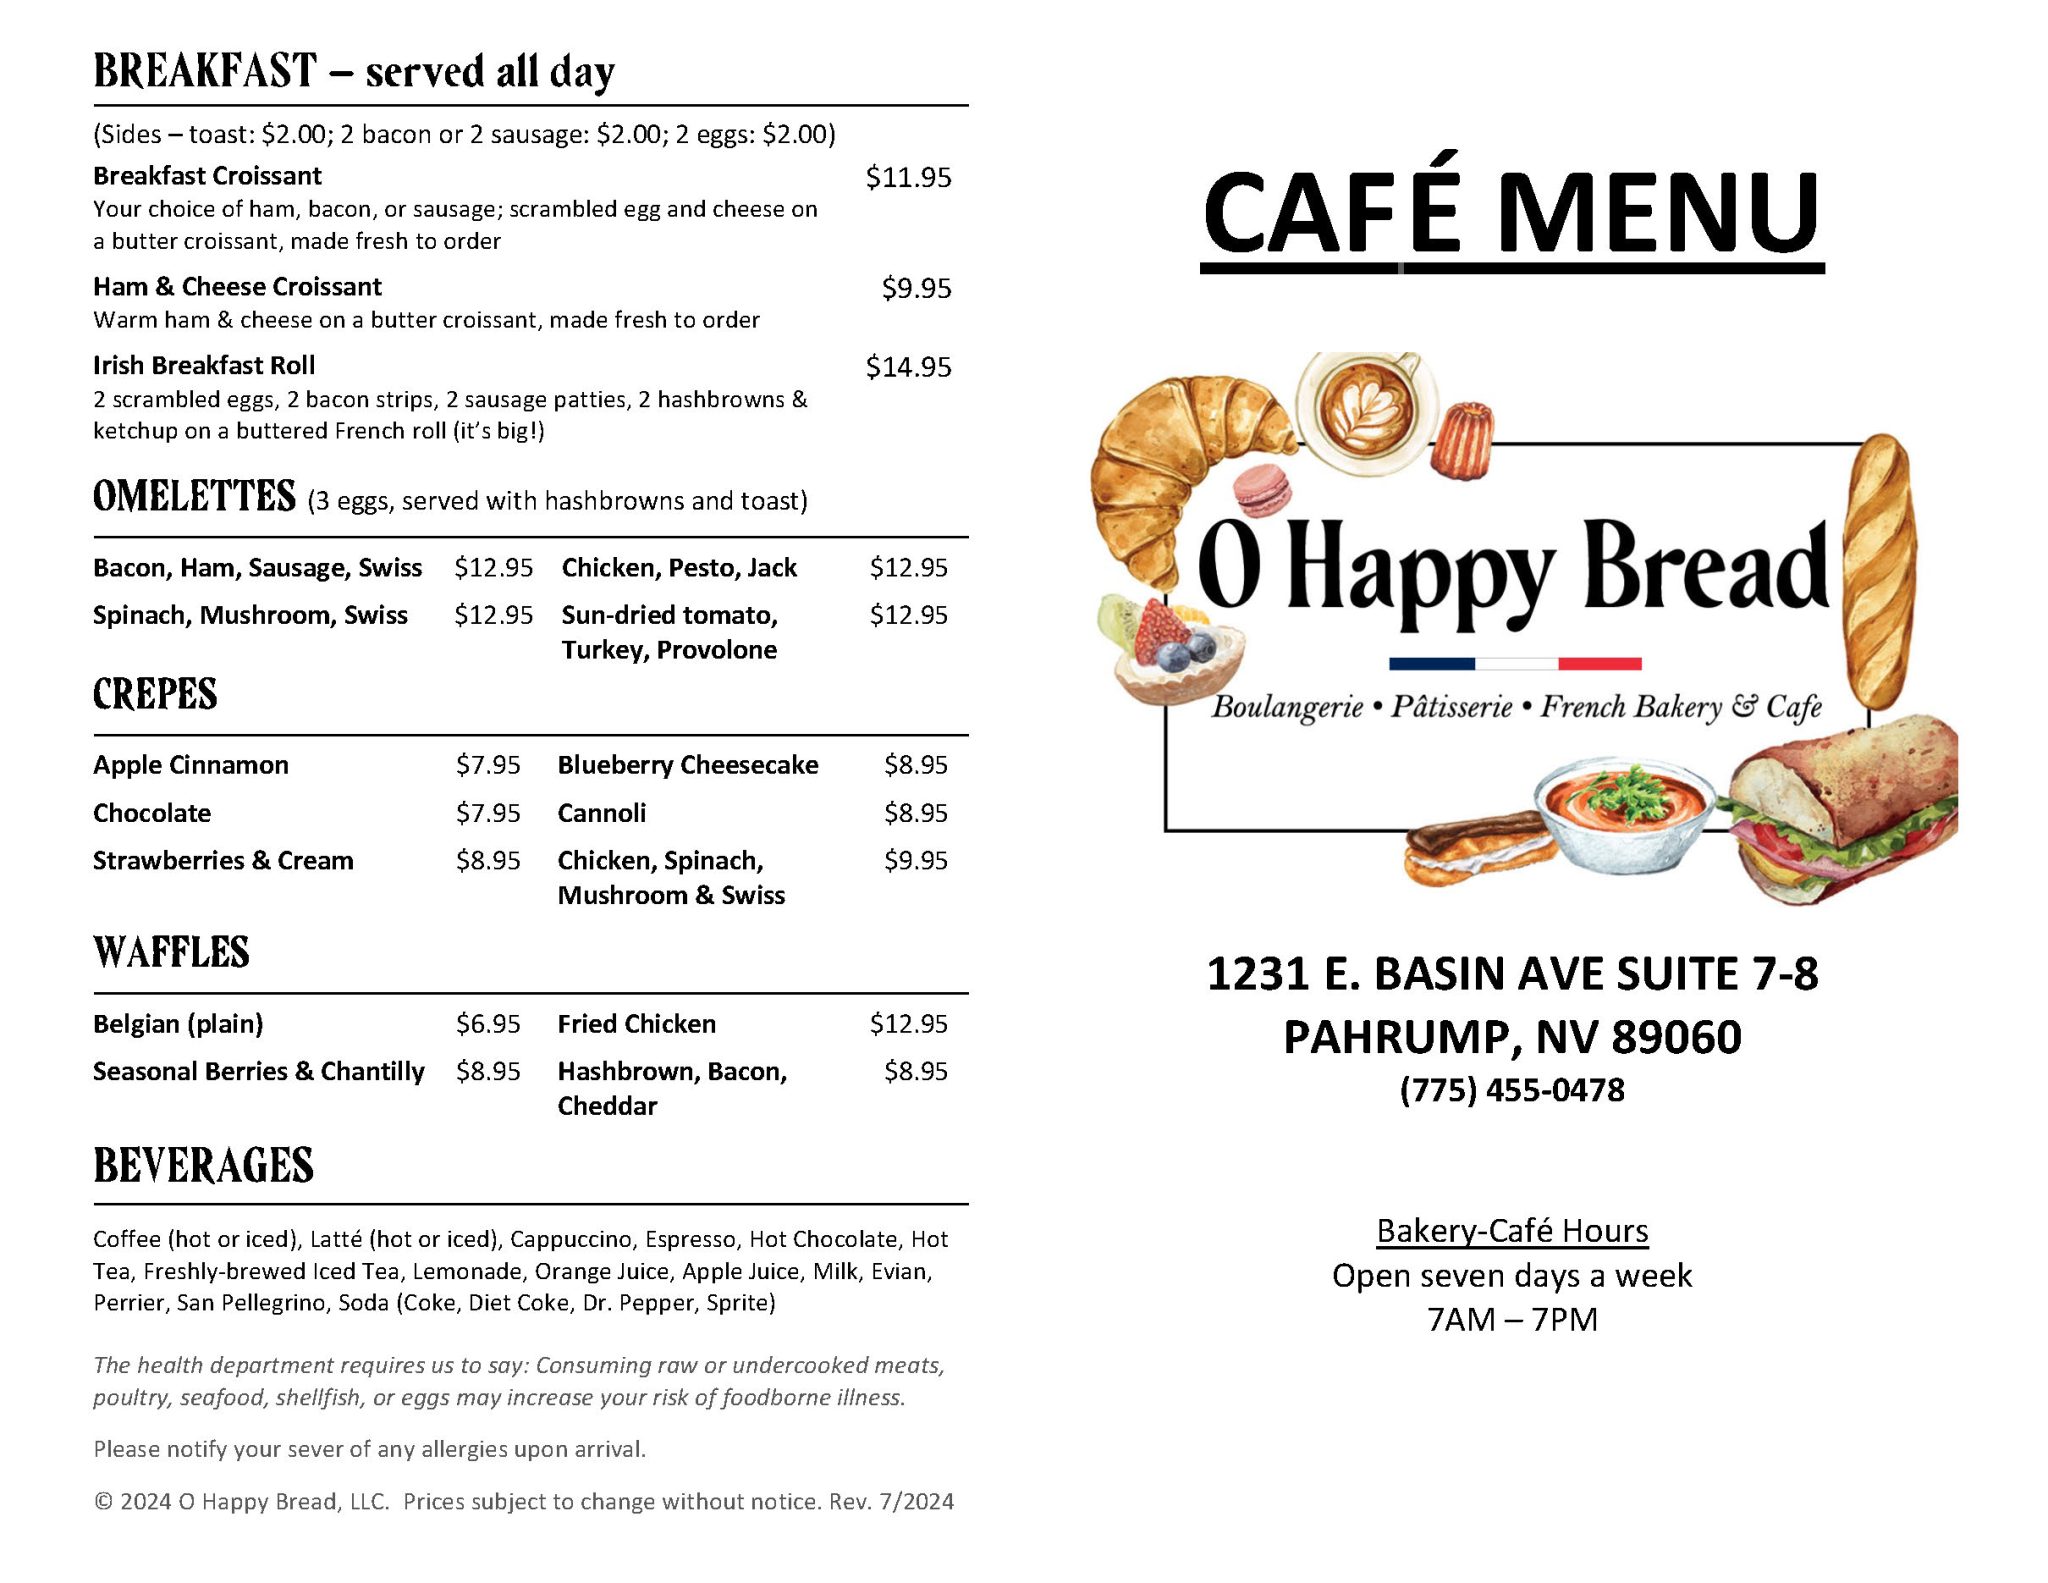 BREAKFAST – served all day
(Sides – toast: $2.00; 2 bacon or 2 sausage: $2.00; 2 eggs: $2.00)
Breakfast Croissant $11.95
Your choice of ham, bacon, or sausage; scrambled egg and cheese on
a butter croissant, made fresh to order
Ham & Cheese Croissant $9.95
Warm ham & cheese on a butter croissant, made fresh to order
Irish Breakfast Roll $14.95
2 scrambled eggs, 2 bacon strips, 2 sausage patties, 2 hashbrowns &
ketchup on a buttered French roll (it’s big!)
OMELETTES (3 eggs, served with hashbrowns and toast)
Bacon, Ham, Sausage, Swiss $12.95 Chicken, Pesto, Jack $12.95
Spinach, Mushroom, Swiss $12.95 Sun-dried tomato, $12.95
Turkey, Provolone
CREPES
Apple Cinnamon $7.95 Blueberry Cheesecake $8.95
Chocolate $7.95 Cannoli $8.95
Strawberries & Cream $8.95 Chicken, Spinach, $9.95
Mushroom & Swiss
WAFFLES
Belgian (plain) $6.95 Fried Chicken $12.95
Seasonal Berries & Chantilly $8.95 Hashbrown, Bacon, $8.95
Cheddar
BEVERAGES
Coffee (hot or iced), Latté (hot or iced), Cappuccino, Espresso, Hot Chocolate, Hot
Tea, Freshly-brewed Iced Tea, Lemonade, Orange Juice, Apple Juice, Milk, Evian,
Perrier, San Pellegrino, Soda (Coke, Diet Coke, Dr. Pepper, Sprite)
The health department requires us to say: Consuming raw or undercooked meats,
poultry, seafood, shellfish, or eggs may increase your risk of foodborne illness.
Please notify your sever of any allergies upon arrival.
© 2024 O Happy Bread, LLC.  Prices subject to change without notice. Rev. 7/2024
CAFÉ MENU
O Happy Bread
Boulangerie • Pâtisserie • French Bakery & Cafe
1231 E. BASIN AVE SUITE 7-8
PAHRUMP, NV 89060
(775) 455-0478
Bakery-Café Hours
Open seven days a week
7AM – 7PM